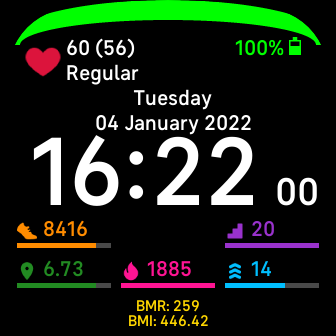 60 (56)
100%
Regular
Tuesday
04 January 2022
16:22 00
8416
20
6.73
1885
14
BMR: 259
BMI: 446.42